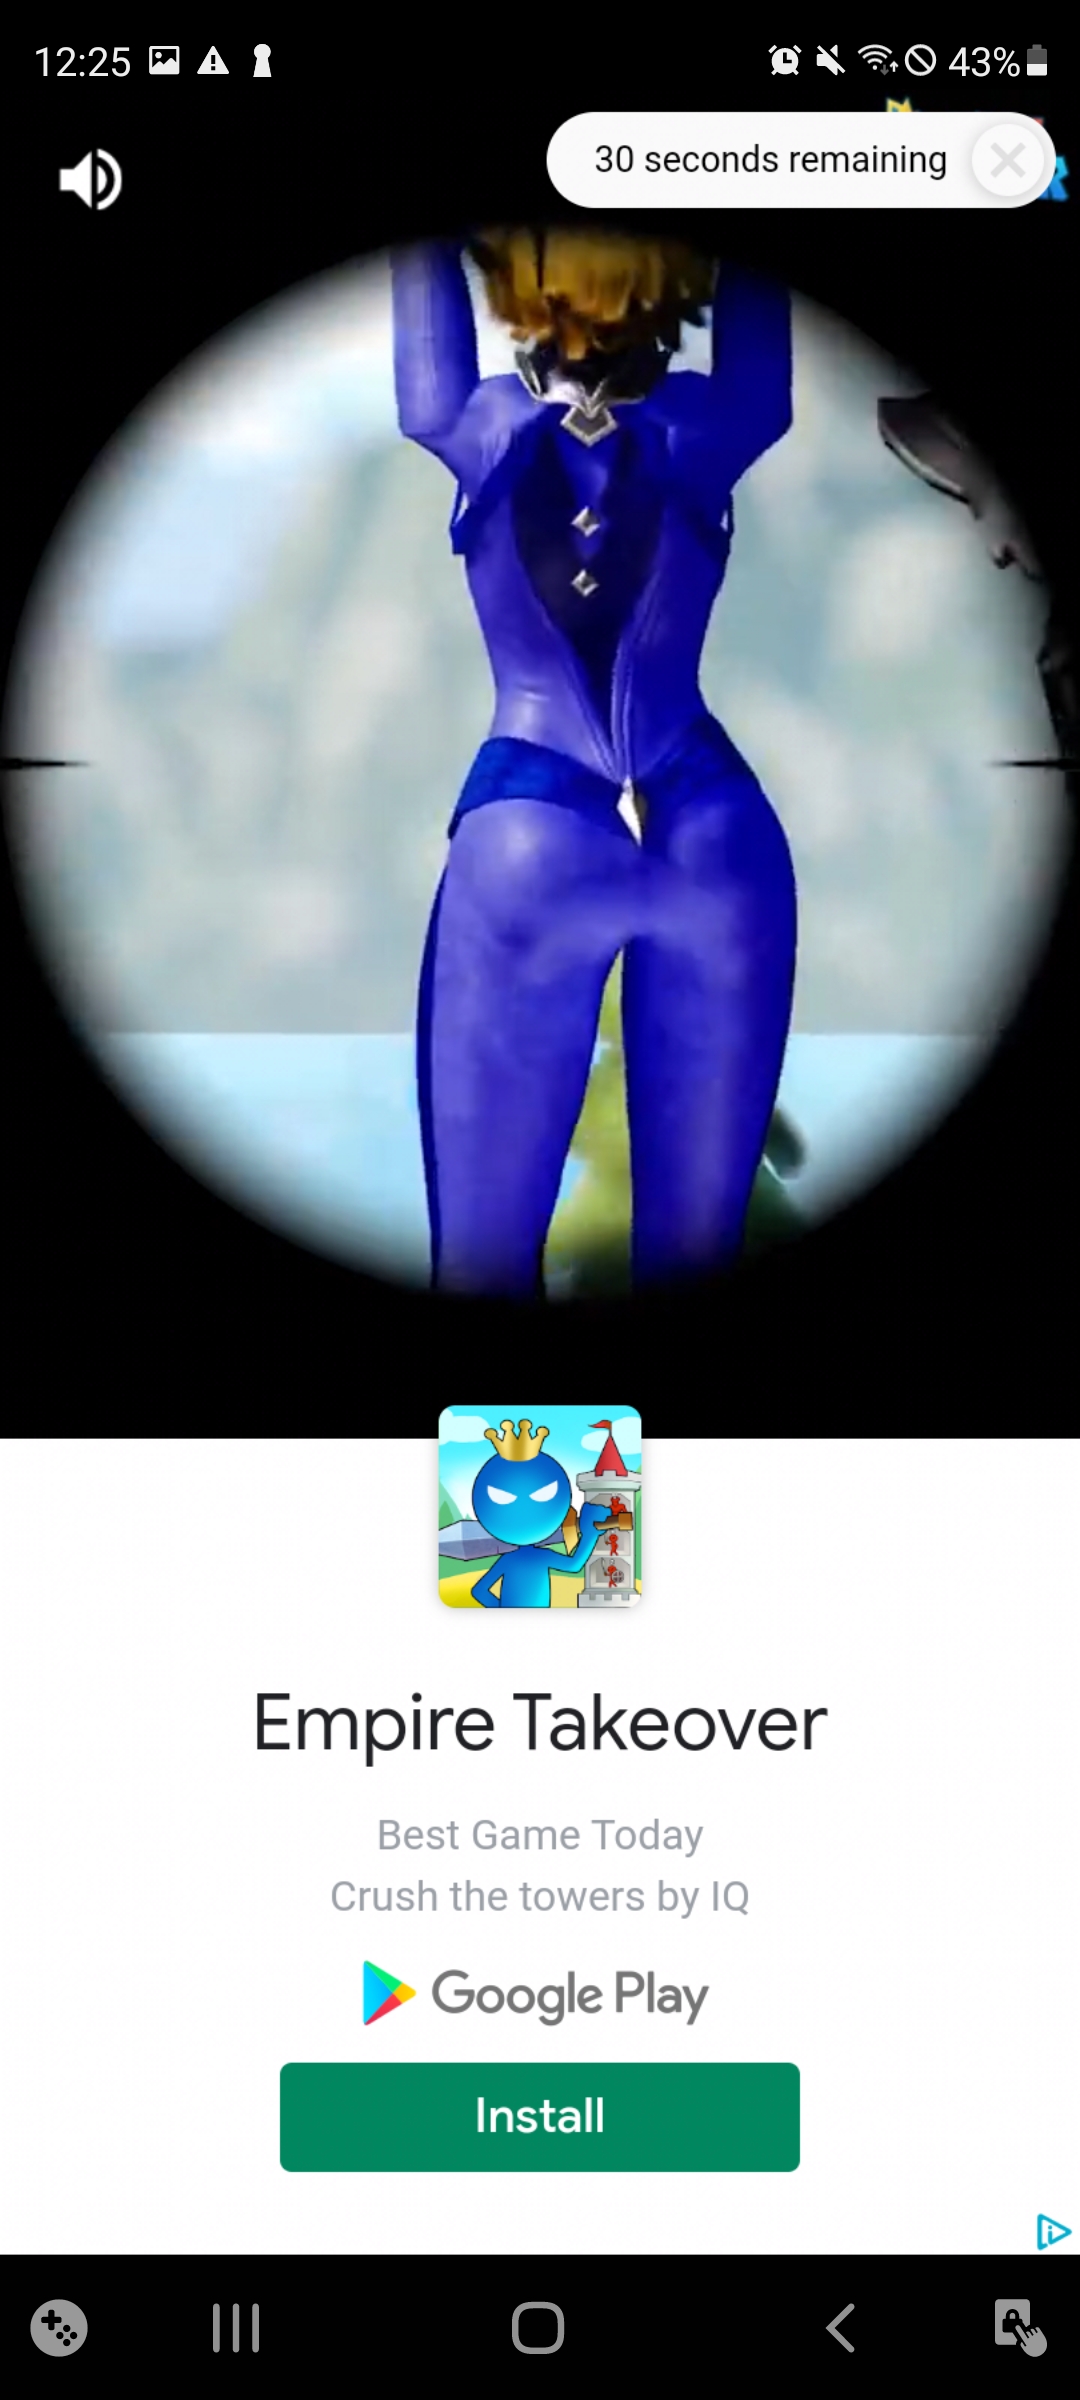 12:25
43%
30 seconds remaining
Empire Takeover
Best Game Today
Crush the towers by IQ
Google Play
Install